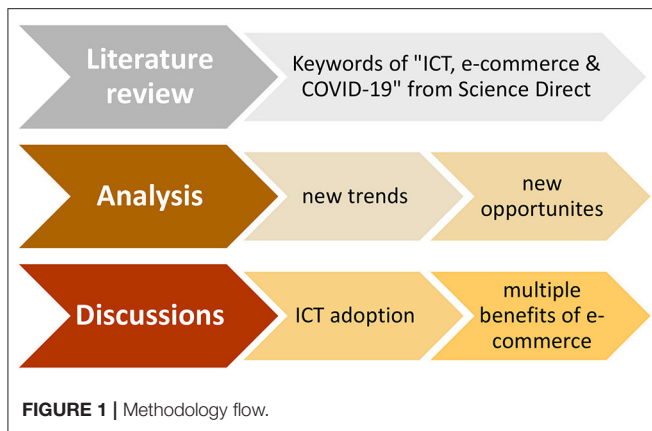 Literature
review
Keywords of "ICT, e-commerce &
COVID-19" from Science Direct
Analysis
new trends
new
opportunites
Discussions
ICT adoption
multiple
benefits of e-
commerce
FIGURE 1 | Methodology flow.